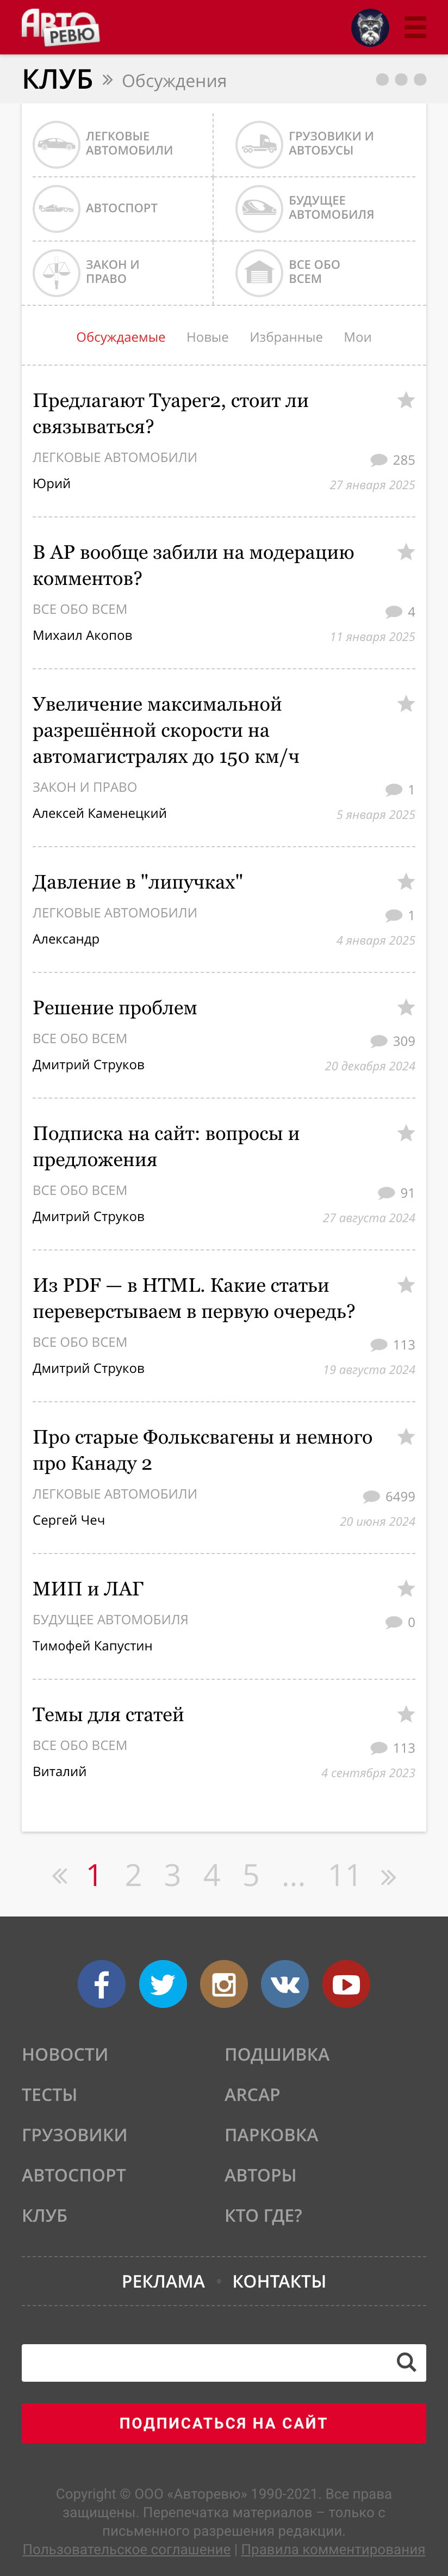 АВТО
РЕВЮ
КЛУБ » Обсуждения
ЛЕГКОВЫЕ
АВТОМОБИЛИ
ГРУЗОВИКИ И
АВТОБУСЫ
АВТОСПОРТ
БУДУЩЕЕ
АВТОМОБИЛЯ
ЗАКОН И
ПРАВО
ВСЕ ОБО
ВСЕМ
Обсуждаемые Новые Избранные Мои
Предлагают Туарег2, стоит ли
связываться?
ЛЕГКОВЫЕ АВТОМОБИЛИ
285
Юрий
27 января 2025
В АР вообще забили на модерацию
комментов?
ВСЕ ОБО ВСЕМ
4
Михаил Акопов
11 января 2025
Увеличение максимальной
разрешённой скорости на
автомагистралях до 150 км/ч
ЗАКОН И ПРАВО
1
Алексей Каменецкий
5 января 2025
Давление в "липучках"
ЛЕГКОВЫЕ АВТОМОБИЛИ
1
Александр
4 января 2025
Решение проблем
ВСЕ ОБО ВСЕМ
309
Дмитрий Струков
20 декабря 2024
Подписка на сайт: вопросы и
предложения
ВСЕ ОБО ВСЕМ
91
Дмитрий Струков
27 августа 2024
Из PDF — в HTML. Какие статьи
переверстываем в первую очередь?
ВСЕ ОБО ВСЕМ
113
Дмитрий Струков
19 августа 2024
Про старые Фольксвагены и немного
про Канаду 2
ЛЕГКОВЫЕ АВТОМОБИЛИ
6499
Сергей Чеч
20 июня 2024
МИП и ЛАГ
БУДУЩЕЕ АВТОМОБИЛЯ
0
Тимофей Капустин
Темы для статей
ВСЕ ОБО ВСЕМ
113
Виталий
4 сентября 2023
« 1 2 3 4 5 ... 11 »
НОВОСТИ
ПОДШИВКА
ТЕСТЫ
ARCAP
ГРУЗОВИКИ
ПАРКОВКА
АВТОСПОРТ
АВТОРЫ
КЛУБ
КТО ГДЕ?
РЕКЛАМА • КОНТАКТЫ
ПОДПИСАТЬСЯ НА САЙТ
Copyright © ООО «Авторевю» 1990-2021. Все права
защищены. Перепечатка материалов – только с
письменного разрешения редакции.
Пользовательское соглашение | Правила комментирования